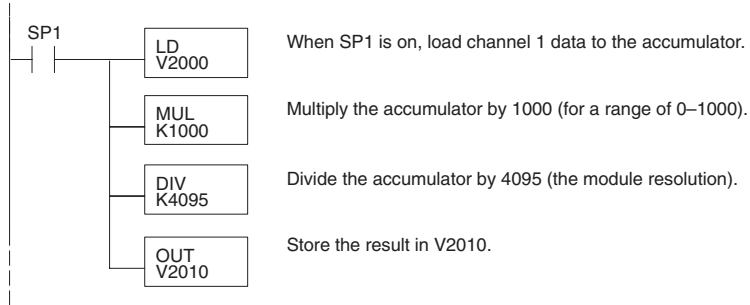 SP1
LD
V2000
When SP1 is on, load channel 1 data to the accumulator.
MUL
K1000
Multiply the accumulator by 1000 (for a range of 0–1000).
DIV
K4095
Divide the accumulator by 4095 (the module resolution).
OUT
V2010
Store the result in V2010.